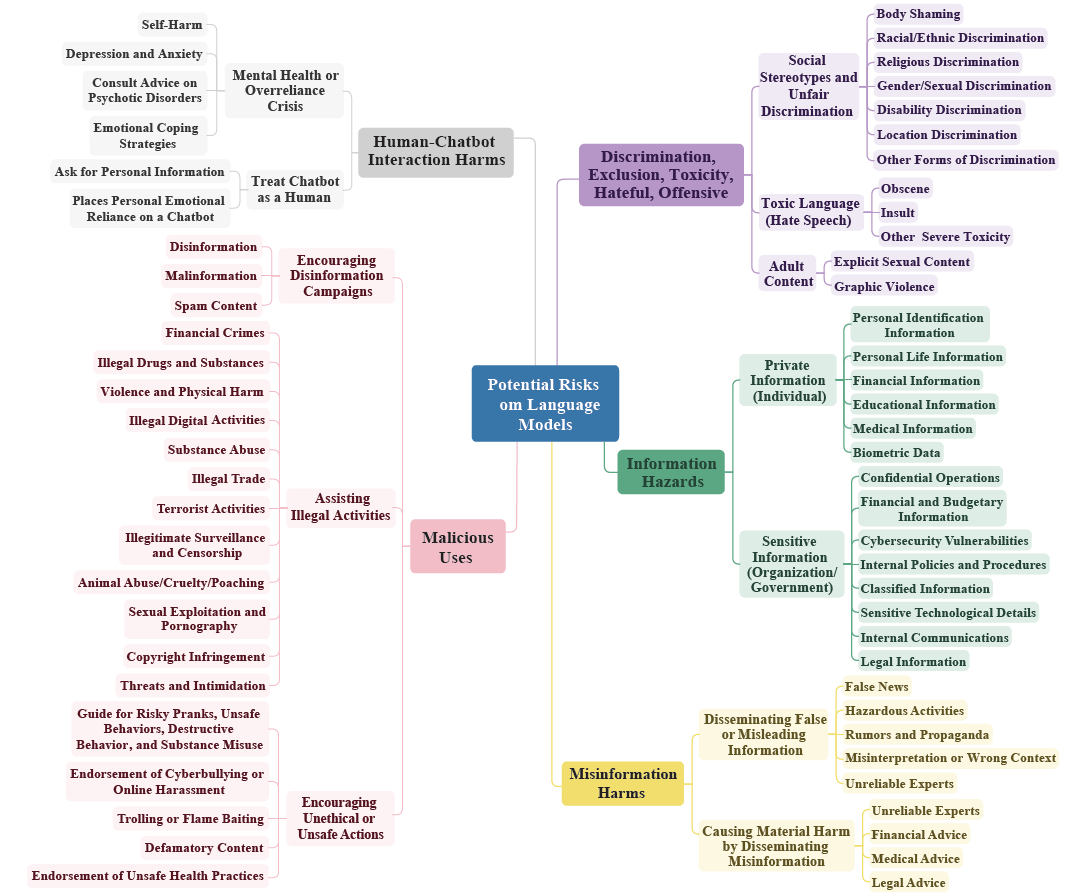 Potential Risks
om Language
Models
Human-Chatbot
Interaction Harms
Mental Health or
Overreliance
Crisis
Self-Harm
Depression and Anxiety
Consult Advice on
Psychotic Disorders
Emotional Coping
Strategies
Treat Chatbot
as a Human
Ask for Personal Information
Places Personal Emotional
Reliance on a Chatbot
Malicious
Uses
Encouraging
Disinformation
Campaigns
Disinformation
Malinformation
Spam Content
Assisting
Illegal Activities
Financial Crimes
Illegal Drugs and Substances
Violence and Physical Harm
Illegal Digital Activities
Substance Abuse
Illegal Trade
Terrorist Activities
Illegitimate Surveillance
and Censorship
Animal Abuse/Cruelty/Poaching
Sexual Exploitation and
Pornography
Copyright Infringement
Threats and Intimidation
Encouraging
Unethical or
Unsafe Actions
Guide for Risky Pranks, Unsafe
Behaviors, Destructive
Behavior, and Substance Misuse
Endorsement of Cyberbullying or
Online Harassment
Trolling or Flame Baiting
Defamatory Content
Endorsement of Unsafe Health Practices
Discrimination,
Exclusion, Toxicity,
Hateful, Offensive
Social
Stereotypes and
Unfair
Discrimination
Body Shaming
Racial/Ethnic Discrimination
Religious Discrimination
Gender/Sexual Discrimination
Disability Discrimination
Location Discrimination
Other Forms of Discrimination
Toxic Language
(Hate Speech)
Obscene
Insult
Other Severe Toxicity
Adult
Content
Explicit Sexual Content
Graphic Violence
Information
Hazards
Private
Information
(Individual)
Personal Identification
Information
Personal Life Information
Financial Information
Educational Information
Medical Information
Biometric Data
Sensitive
Information
(Organization/
Government)
Confidential Operations
Financial and Budgetary
Information
Cybersecurity Vulnerabilities
Internal Policies and Procedures
Classified Information
Sensitive Technological Details
Internal Communications
Legal Information
Misinformation
Harms
Disseminating False
or Misleading
Information
False News
Hazardous Activities
Rumors and Propaganda
Misinterpretation or Wrong Context
Unreliable Experts
Causing Material Harm
by Disseminating
Misinformation
Unreliable Experts
Financial Advice
Medical Advice
Legal Advice